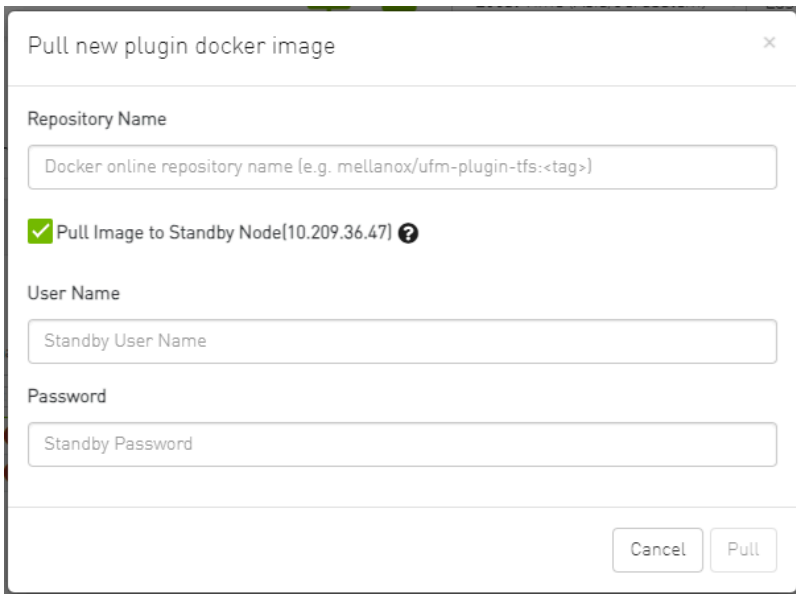 Pull new plugin docker image
×
Repository Name
Docker online repository name (e.g. mellanox/ufm-plugin-tfs:<tag>)
Pull Image to Standby Node(10.209.36.47) ?
User Name
Standby User Name
Password
Standby Password
Cancel Pull